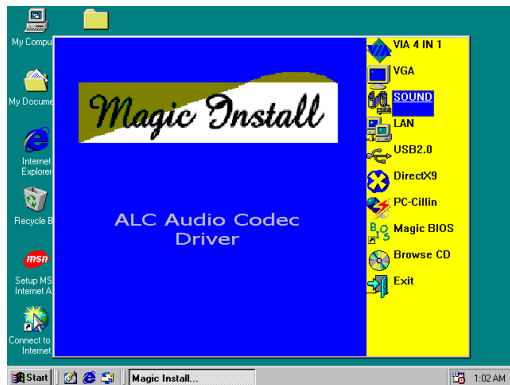 My Compu
My Docume
Internet
Explorer
Recycle B
msn
Setup MS
Internet A
Connect to
Internet
Magic Install
ALC Audio Codec
Driver
VIA 4 IN 1
VGA
SOUND
LAN
USB2.0
DirectX9
PC-Cillin
BIOS
Magic BIOS
Browse CD
Exit
Start
Magic Install...
1:02 AM